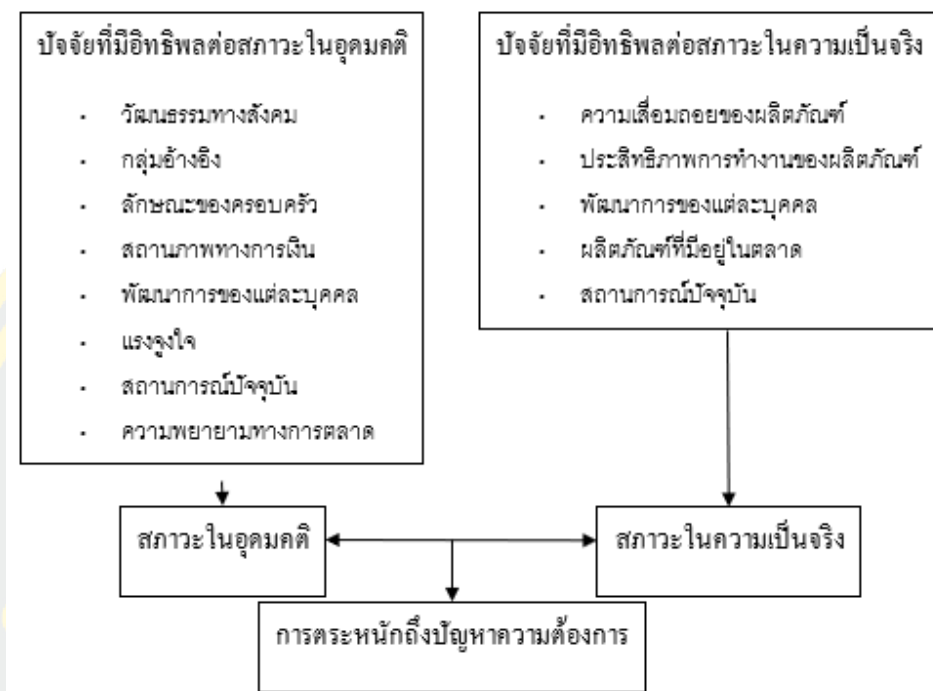 ปัจจัยที่มีอิทธิพลต่อสภาวะในอุดมคติ
· วัฒนธรรมทางสังคม
· กลุ่มอ้างอิง
· ลักษณะของครอบครัว
· สถานภาพทางการเงิน
· พัฒนาการของแต่ละบุคคล
· แรงจูงใจ
· สถานการณ์ปัจจุบัน
· ความพยายามทางการตลาด
ปัจจัยที่มีอิทธิพลต่อสภาวะในความเป็นจริง
· ความเสื่อมถอยของผลิตภัณฑ์
· ประสิทธิภาพการทำงานของผลิตภัณฑ์
· พัฒนาการของแต่ละบุคคล
· ผลิตภัณฑ์ที่มีอยู่ในตลาด
· สถานการณ์ปัจจุบัน
สภาวะในอุดมคติ
สภาวะในความเป็นจริง
การตระหนักถึงปัญหาความต้องการ